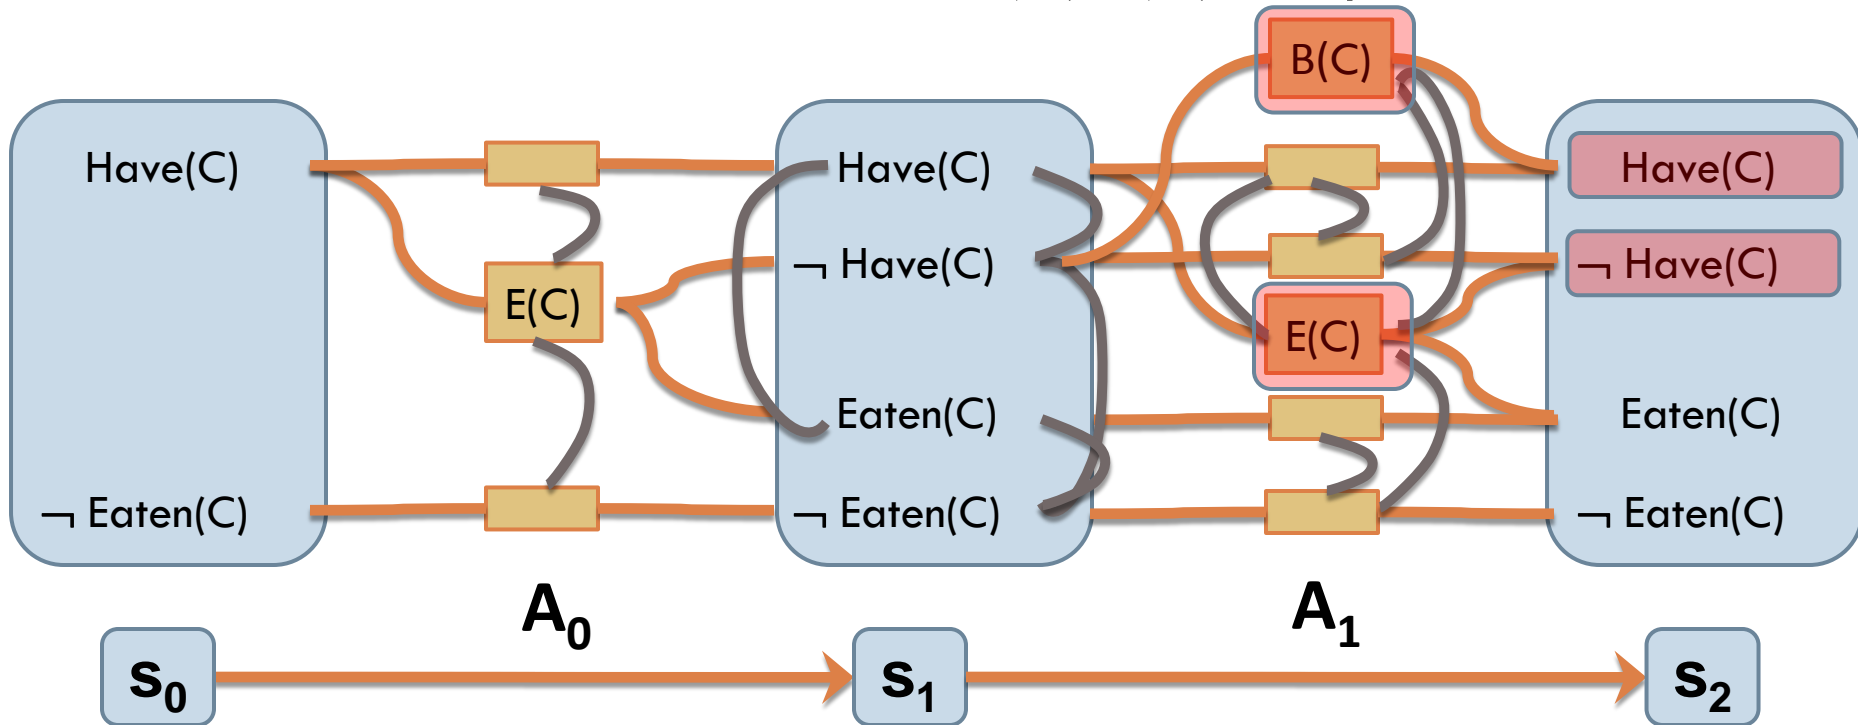 B(C)
Have(C)
Have(C)
Have(C)
E(C)
¬ Have(C)
¬ Have(C)
E(C)
Eaten(C)
Eaten(C)
¬ Eaten(C)
¬ Eaten(C)
¬ Eaten(C)
A0
A1
s0
s1
s2